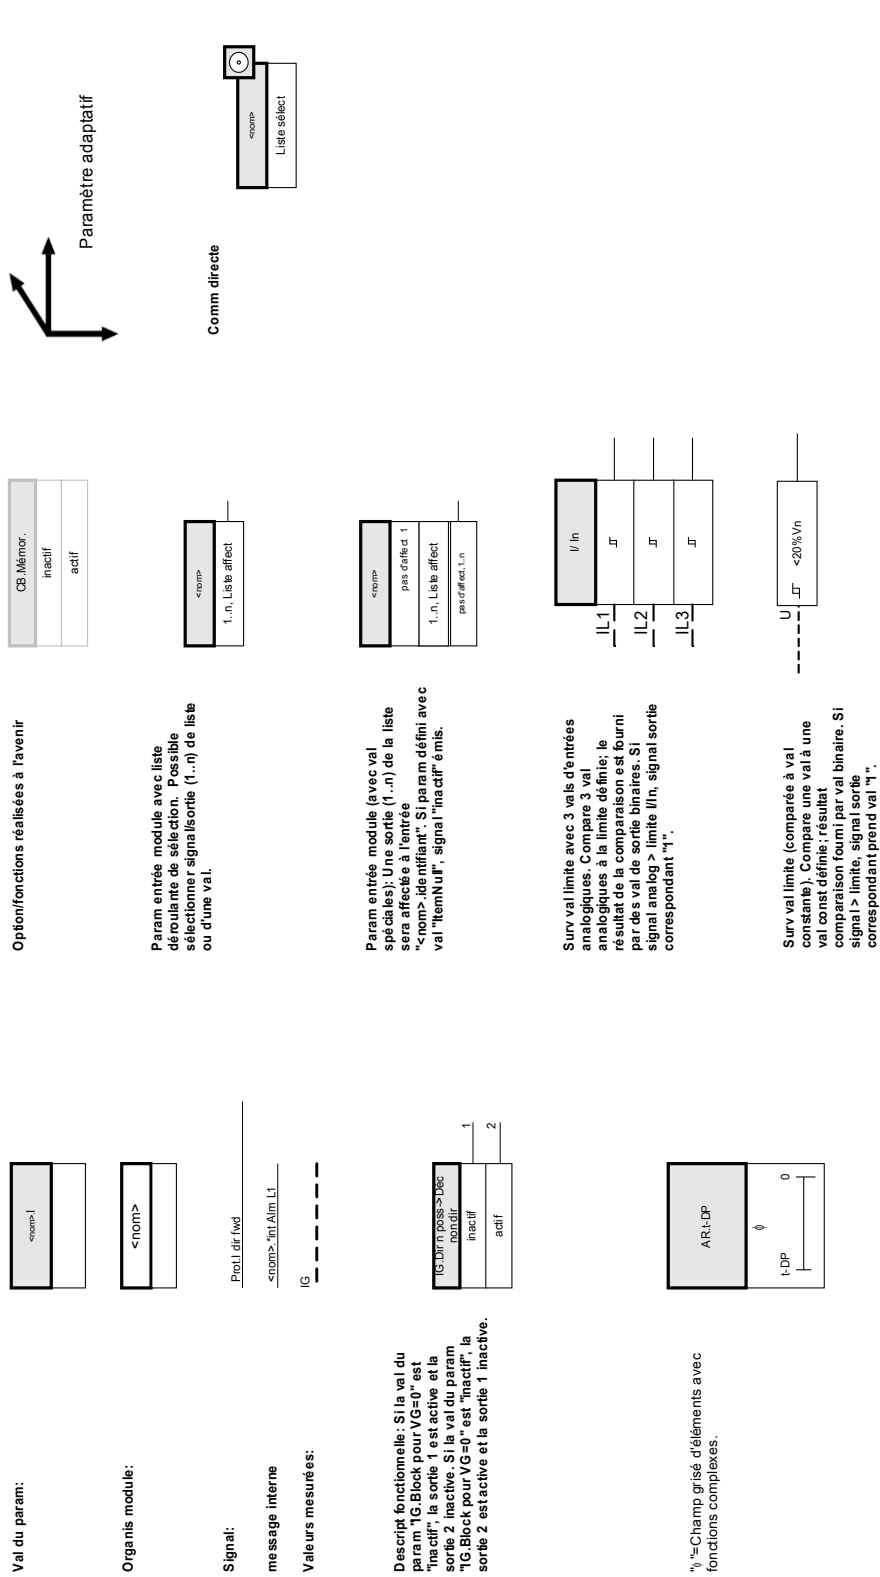 Val du param:
<nom>.I
Organis module:
<nom>
Signal:
Prot.I dir fwd
message interne
<nom>.*int Alm L1
Valeurs mesurées:
IG
Descript fonctionnelle: Si la val du
param "IG.Block pour VG=0" est
"inactif", la sortie 1 est active et la
sortie 2 inactive. Si la val du param
"IG.Block pour VG=0" est "inactif", la
sortie 2 est active et la sortie 1 inactive.
IG.Dir n poss->Déc
non dir
inactif
actif
1
2
"ϕ"=Champ grisé d'éléments avec
fonctions complexes.
AR.t-DP
ϕ
t-DP
0
Option/fonctions réalisées à l'avenir
CB.Mémor.
inactif
actif
Param entrée module avec liste
déroulante de sélection. Possible
sélectionner signal/sortie (1..n) de liste
ou d'une val.
<nom>
1..n, Liste affect
Param entrée module (avec val
spéciales): Une sortie (1..n) de la liste
sera affectée à l'entrée
"<nom>.identifiant". Si param défini avec
val "ItemNull", signal "inactif" émis.
<nom>
pas d'affect 1
1..n, Liste affect
pas d'affect,1..n
Surv val limite avec 3 vals d'entrées
analogiques. Compare 3 val
analogiques à la limite définie; le
résultat de la comparaison est fourni
par des val de sortie binaires. Si
signal analog > limite I/In, signal sortie
correspondant "1".
I/ In
IL1
IL2
IL3
Surv val limite (comparée à val
constante). Compare une val à une
val const définie; résultat
comparaison fourni par val binaire. Si
signal > limite, signal sortie
correspondant prend val "1".
U
<20%Vn
Paramètre adaptatif
Comm directe
<nom>
Liste sélect